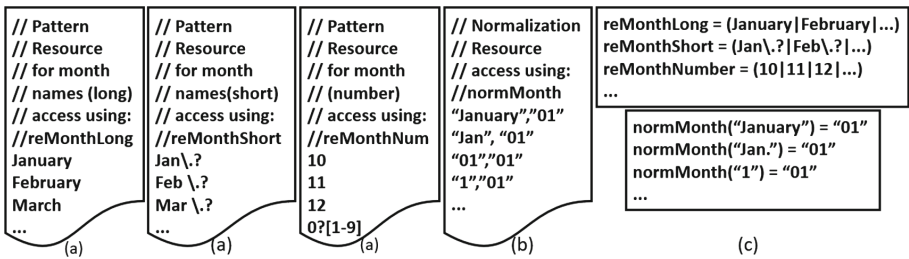 // Pattern
// Resource
// for month
// names (long)
// access using:
//reMonthLong
January
February
March
...
(a)
// Pattern
// Resource
// for month
// names(short)
// access using:
//reMonthShort
Jan\.?
Feb \.?
Mar \.?
...
(a)
// Pattern
// Resource
// for month
// (number)
// access using:
//reMonthNum
10
11
12
0?[1-9]
(a)
// Normalization
// Resource
// access using:
//normMonth
“January”,”01”
“Jan”, “01”
“01”,”01”
“1”,”01”
...
(b)
reMonthLong = (January|February|...)
reMonthShort = (Jan\.?|Feb\.?|...)
reMonthNumber = (10|11|12|...)
...
normMonth(“January”) = “01”
normMonth(“Jan.”) = “01”
normMonth(“1”) = “01”
...
(c)